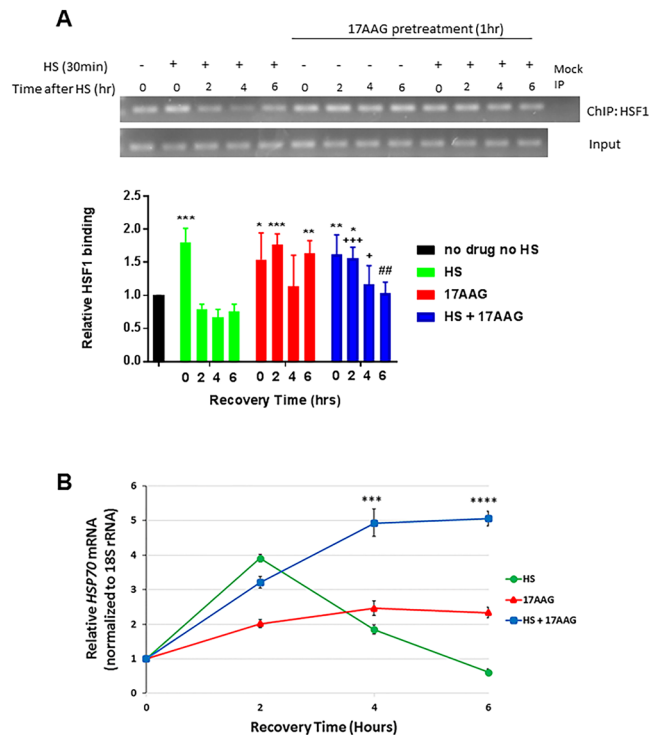 A
17AAG pretreatment (1hr)
HS (30min) - + + + + - - - - + + + + Mock
Time after HS (hr) 0 0 2 4 6 0 2 4 6 0 2 4 6 IP
ChIP: HSF1
Input
Relative HSF1 binding
2.5
2.0
1.5
1.0
0.5
0.0
***
* *** **
** * +++ + ##
no drug no HS
HS
17AAG
HS + 17AAG
0 2 4 6 0 2 4 6 0 2 4 6
Recovery Time (hrs)
B
Relative HSP70 mRNA
(normalized to 18S rRNA)
6
5
4
3
2
1
0
*** ****
HS
17AAG
HS + 17AAG
0 2 4 6
Recovery Time (Hours)